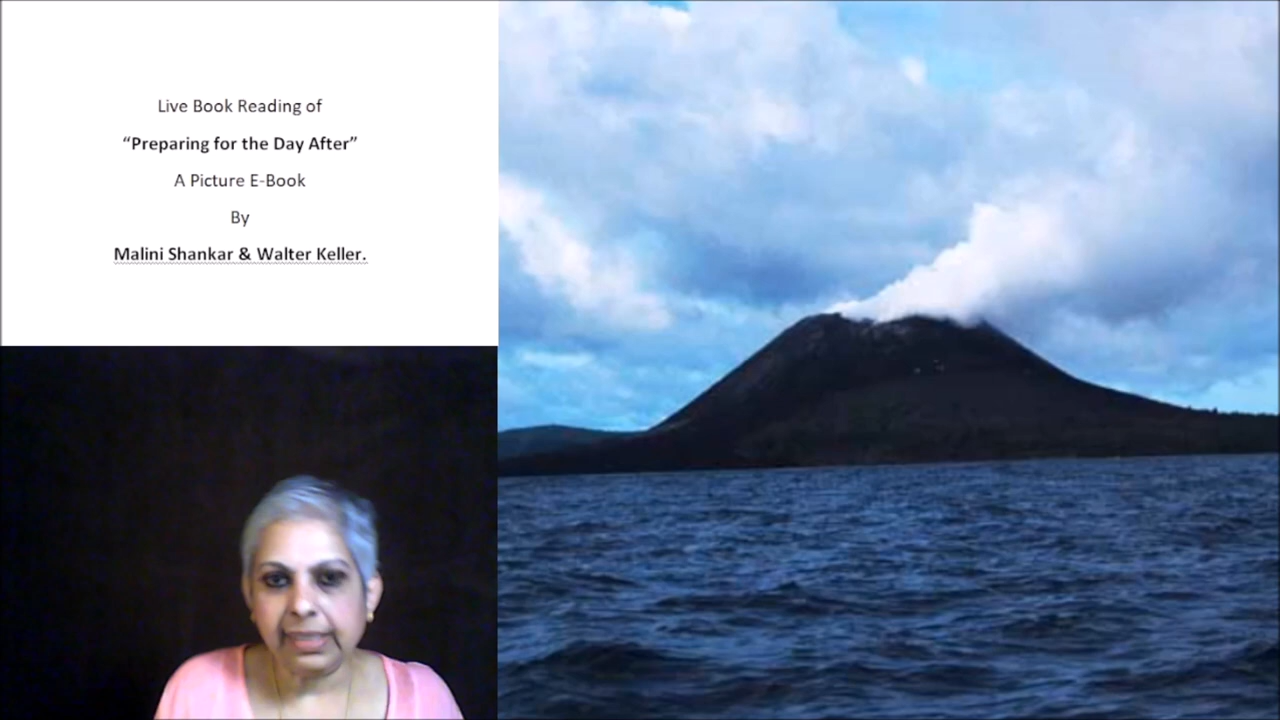 Live Book Reading of
“Preparing for the Day After”
A Picture E-Book
By
Malini Shankar & Walter Keller.